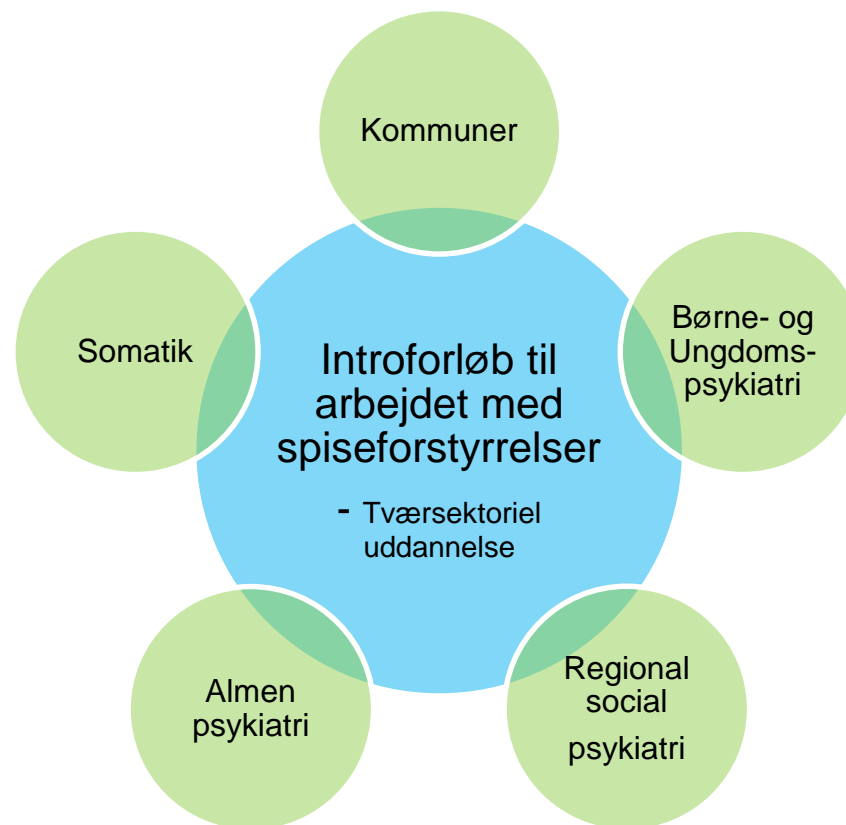 Kommuner
Somatik
Børne- og
Ungdoms-
psykiatri
Introforløb til
arbejdet med
spiseforstyrrelser
- Tværsektoriel
uddannelse
Almen
psykiatri
Regional
social
psykiatri